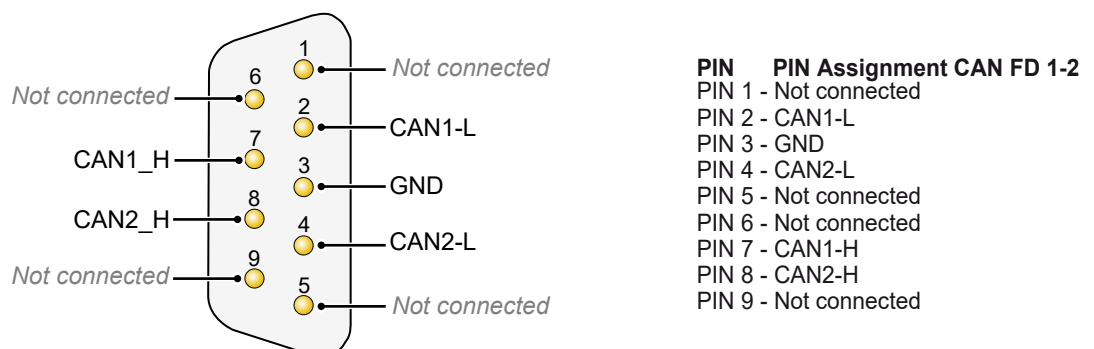 1
Not connected
6
Not connected
2
CAN1-L
7
CAN1_H
3
GND
8
CAN2_H
4
CAN2-L
9
Not connected
5
Not connected
PIN PIN Assignment CAN FD 1-2
PIN 1 - Not connected
PIN 2 - CAN1-L
PIN 3 - GND
PIN 4 - CAN2-L
PIN 5 - Not connected
PIN 6 - Not connected
PIN 7 - CAN1-H
PIN 8 - CAN2-H
PIN 9 - Not connected